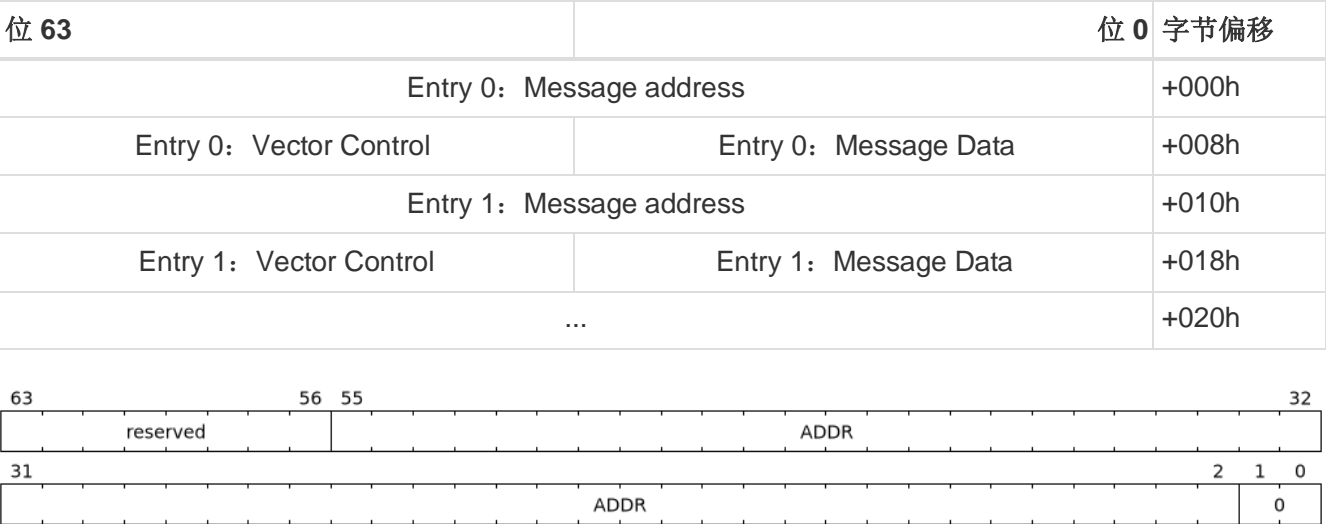 位 63 位 0 字节偏移
Entry 0：Message address +000h
Entry 0：Vector Control Entry 0：Message Data +008h
Entry 1：Message address +010h
Entry 1：Vector Control Entry 1：Message Data +018h
... +020h
63 56 55 32
reserved ADDR
31 2 1 0
ADDR 0